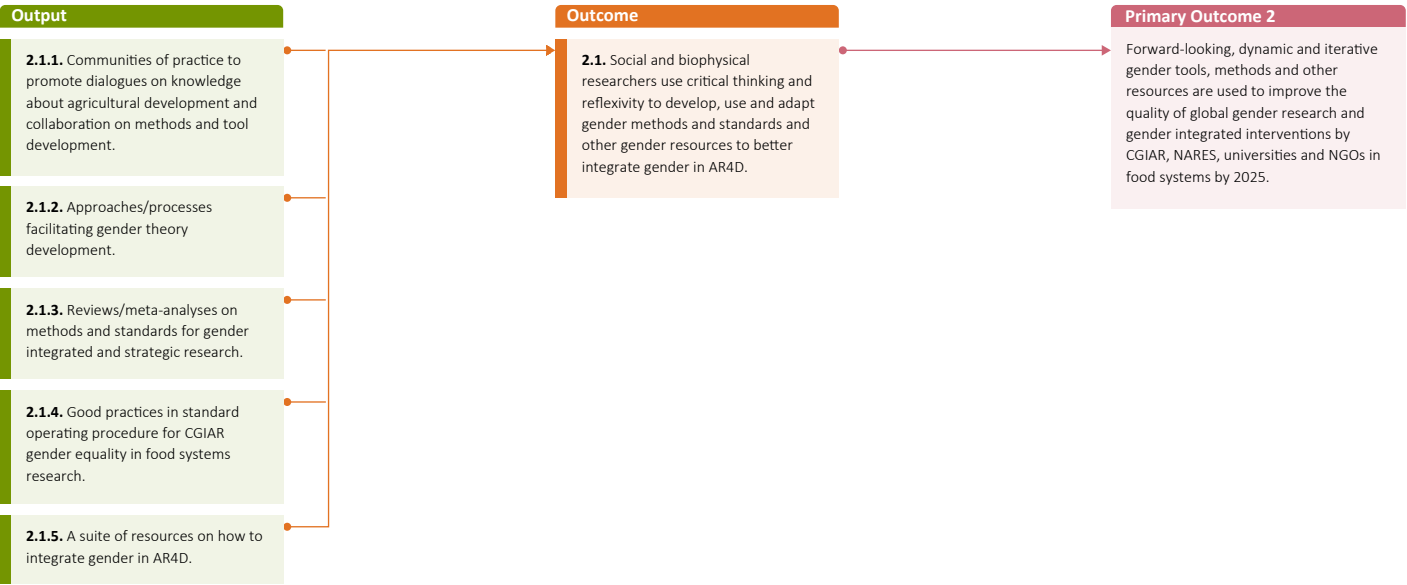 Output
2.1.1. Communities of practice to
promote dialogues on knowledge
about agricultural development and
collaboration on methods and tool
development.
2.1.2. Approaches/processes
facilitating gender theory
development.
2.1.3. Reviews/meta-analyses on
methods and standards for gender
integrated and strategic research.
2.1.4. Good practices in standard
operating procedure for CGIAR
gender equality in food systems
research.
2.1.5. A suite of resources on how to
integrate gender in AR4D.
Outcome
2.1. Social and biophysical
researchers use critical thinking and
reflexivity to develop, use and adapt
gender methods and standards and
other gender resources to better
integrate gender in AR4D.
Primary Outcome 2
Forward-looking, dynamic and iterative
gender tools, methods and other
resources are used to improve the
quality of global gender research and
gender integrated interventions by
CGIAR, NARES, universities and NGOs in
food systems by 2025.